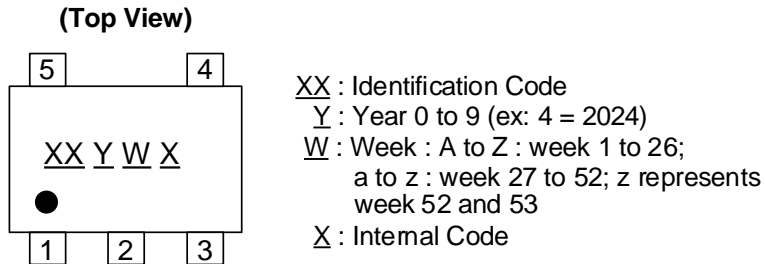 (Top View)
5 4
XX Y W X
1 2 3
XX : Identification Code
Y : Year 0 to 9 (ex: 4 = 2024)
W : Week : A to Z : week 1 to 26;
a to z : week 27 to 52; z represents
week 52 and 53
X : Internal Code